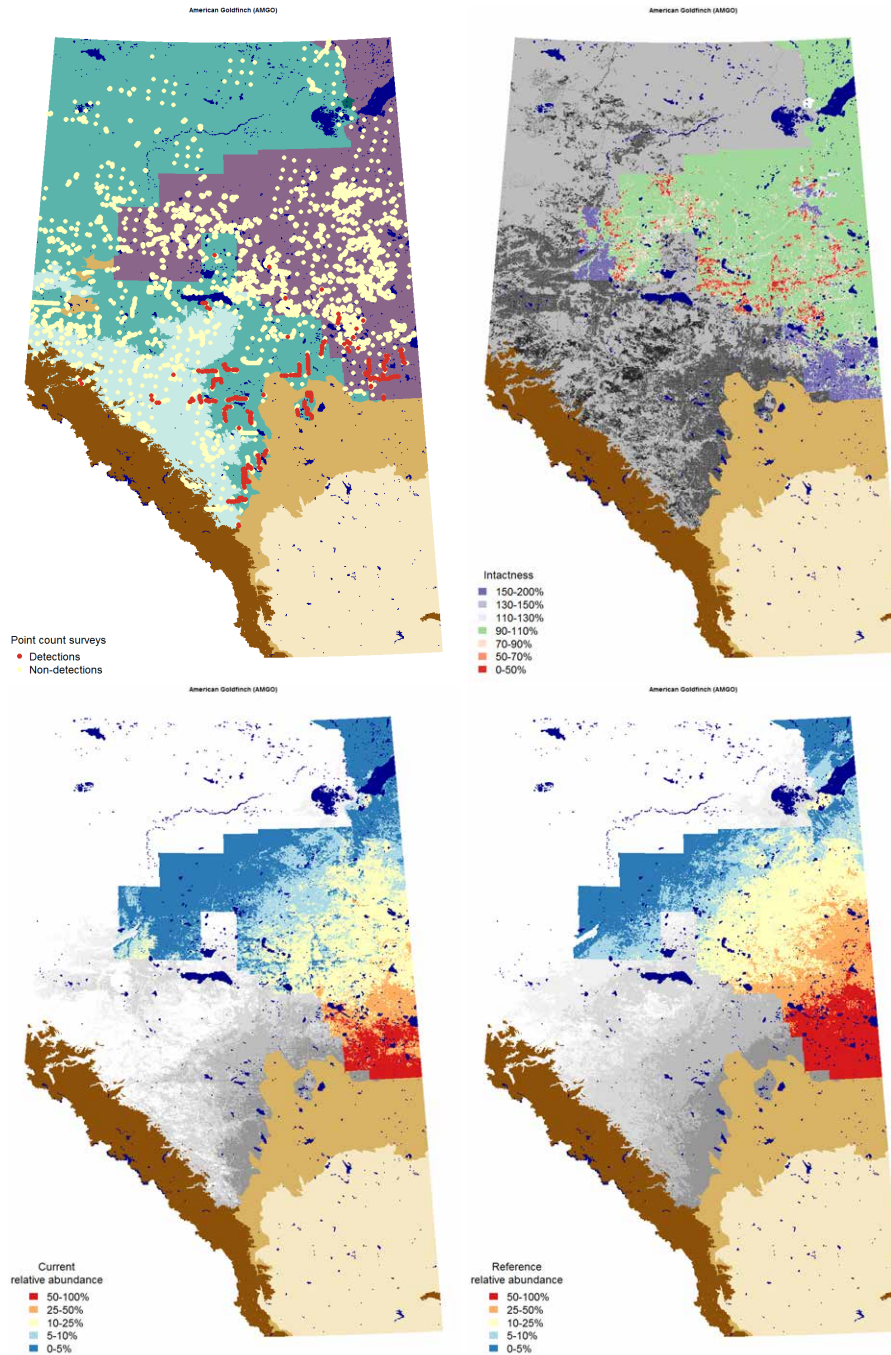 American Goldfinch (AMGO)
Point count surveys
Detections
Non-detections
American Goldfinch (AMGO)
Intactness
150-200%
130-150%
110-130%
90-110%
70-90%
50-70%
0-50%
American Goldfinch (AMGO)
Current
relative abundance
50-100%
25-50%
10-25%
5-10%
0-5%
American Goldfinch (AMGO)
Reference
relative abundance
50-100%
25-50%
10-25%
5-10%
0-5%